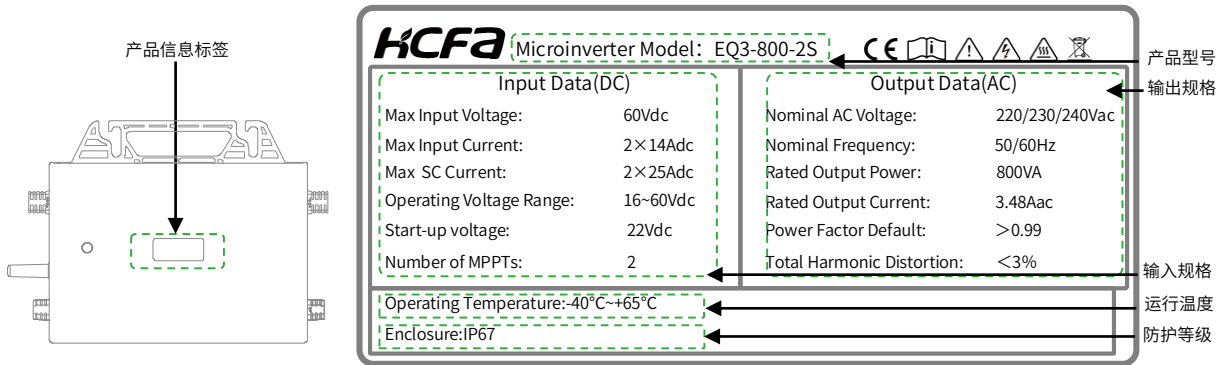 产品信息标签
HCFA Microinverter Model： EQ3-800-2S
产品型号
输出规格
Input Data(DC)
Max Input Voltage: 60Vdc
Max Input Current: 2×14Adc
Max SC Current: 2×25Adc
Operating Voltage Range: 16~60Vdc
Start-up voltage: 22Vdc
Number of MPPTs: 2
Output Data(AC)
Nominal AC Voltage: 220/230/240Vac
Nominal Frequency: 50/60Hz
Rated Output Power: 800VA
Rated Output Current: 3.48Aac
Power Factor Default: ＞0.99
Total Harmonic Distortion: ＜3%
输入规格
Operating Temperature:-40°C~+65°C
运行温度
Enclosure:IP67
防护等级